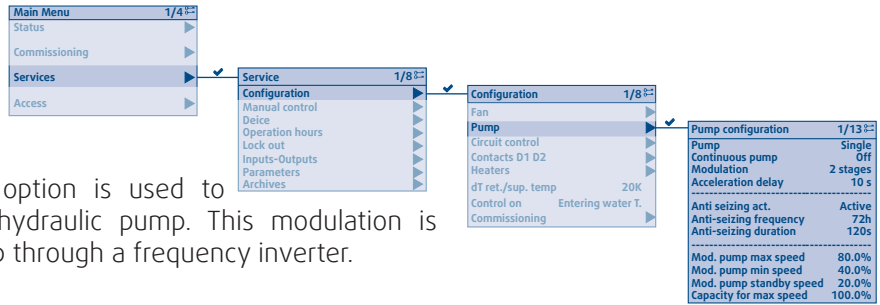 Main Menu 1/4
Status
Commissioning
Services
Access
Service 1/8
Configuration
Manual control
Deice
Operation hours
Lock out
Inputs-Outputs
Parameters
Archives
Configuration 1/8
Fan
Pump
Circuit control
Contacts D1 D2
Heaters
dT ret./sup. temp 20K
Control on Entering water T.
Commissioning
Pump configuration 1/13
Pump Single
Continuous pump Off
Modulation 2 stages
Acceleration delay 10 s
Anti seizing act. Active
Anti-seizing frequency 72h
Anti-seizing duration 120s
Mod. pump max speed 80.0%
Mod. pump min speed 40.0%
Mod. pump standby speed 20.0%
Capacity for max speed 100.0%
option is used to
hydraulic pump. This modulation is
through a frequency inverter.